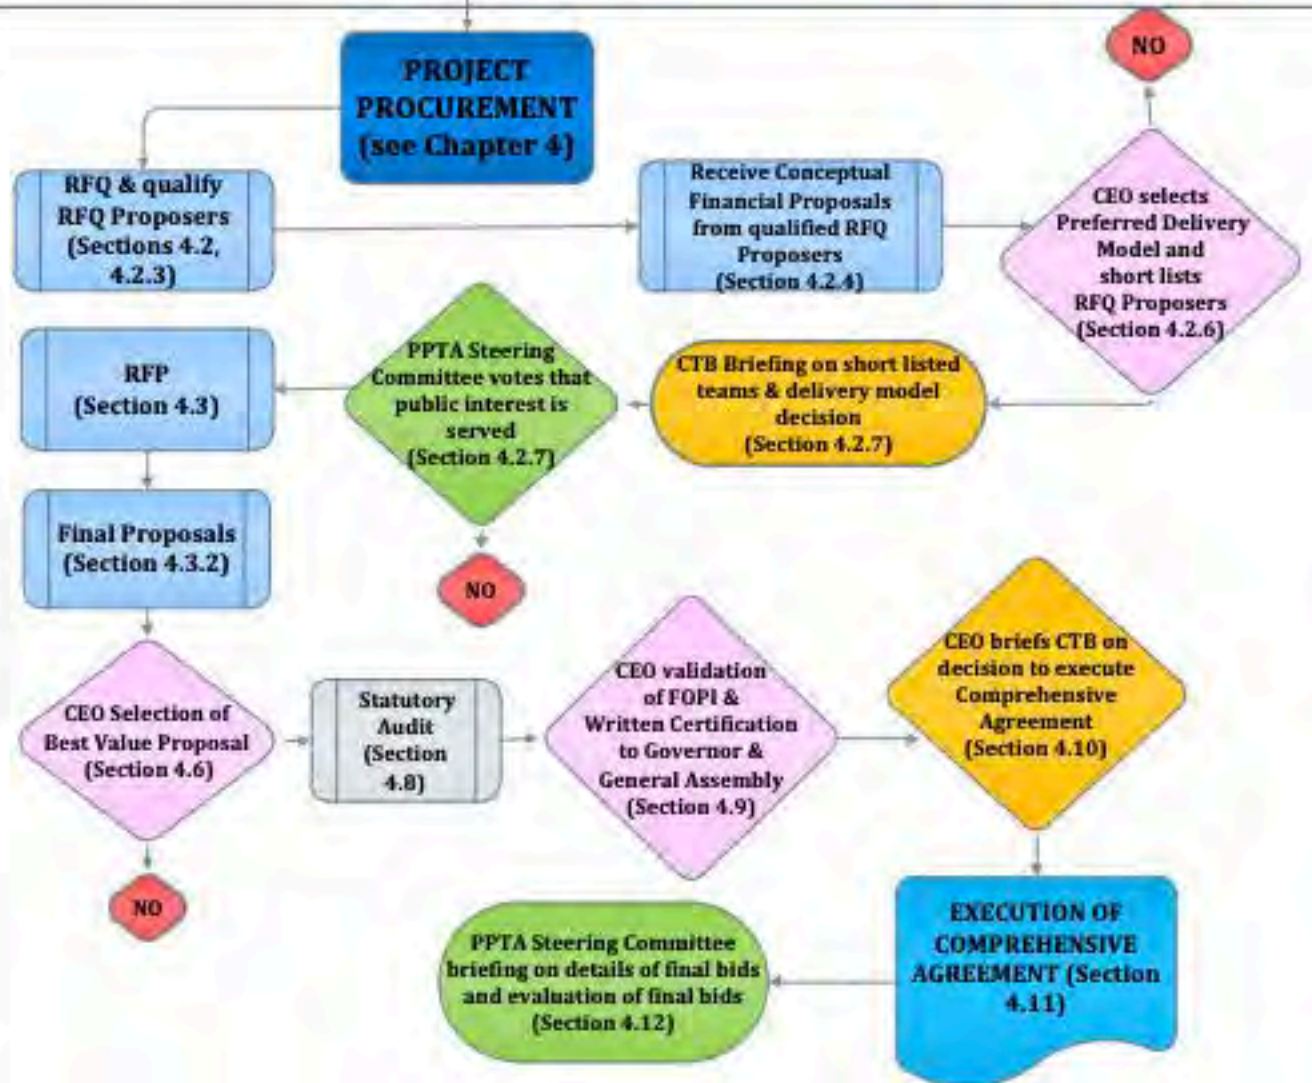 PROJECT
PROCUREMENT
(see Chapter 4)
NO
RFQ & qualify
RFQ Proposers
(Sections 4.2,
4.2.3)
Receive Conceptual
Financial Proposals
from qualified RFQ
Proposers
(Section 4.2.4)
CEO selects
Preferred Delivery
Model and
short lists
RFQ Proposers
(Section 4.2.6)
CTB Briefing on short listed
teams & delivery model
decision
(Section 4.2.7)
PPTA Steering
Committee votes that
public interest is
served
(Section 4.2.7)
NO
RFP
(Section 4.3)
Final Proposals
(Section 4.3.2)
CEO Selection of
Best Value Proposal
(Section 4.6)
NO
Statutory
Audit
(Section
4.8)
CEO validation
of FOPI &
Written Certification
to Governor &
General Assembly
(Section 4.9)
CEO briefs CTB on
decision to execute
Comprehensive
Agreement
(Section 4.10)
EXECUTION OF
COMPREHENSIVE
AGREEMENT (Section
4.11)
PPTA Steering Committee
briefing on details of final bids
and evaluation of final bids
(Section 4.12)